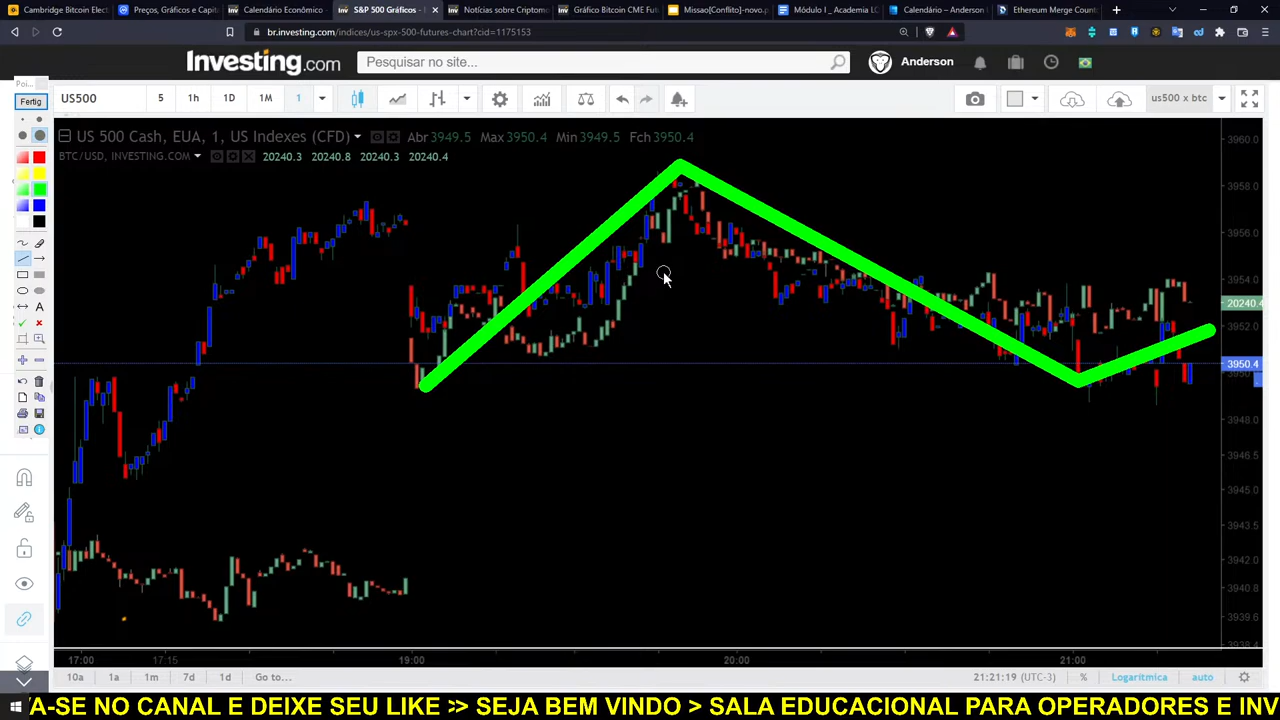 Cambridge Bitcoin Elect
Preços, Gráficos e Capita
Calendário Econômico -
S&P 500 Gráficos –
Notícias sobre Criptomo
Gráfico Bitcoin CME Fut
Missao[Conflito]-novo.p
Módulo I _ Academia LC
Calendário – Anderson
Ethereum Merge Count
br.investing.com/indices/us-spx-500-futures-chart?cid=1175153
Investing.com
Pesquisar no site...
Anderson
Poi...
Fertig
US500
5
1h
1D
1M
1
us500 x btc
US 500 Cash, EUA, 1, US Indexes (CFD)
Abr 3949.5 Max 3950.4 Min 3949.5 Fch 3950.4
BTC/USD, INVESTING.COM
20240.3 20240.8 20240.3 20240.4
3960.0
3958.0
3956.0
3954.0
20240.4
3952.0
3950.4
3948.0
3946.5
3945.0
3943.5
3942.0
3940.8
3939.6
3938.4
A
17:00 17:15 19:00 20:00 21:00
10a 1a 1m 7d 1d Go to... 21:21:19 (UTC-3) % Logarítmica auto
/A-SE NO CANAL E DEIXE SEU LIKE >> SEJA BEM VINDO > SALA EDUCACIONAL PARA OPERADORES E INV